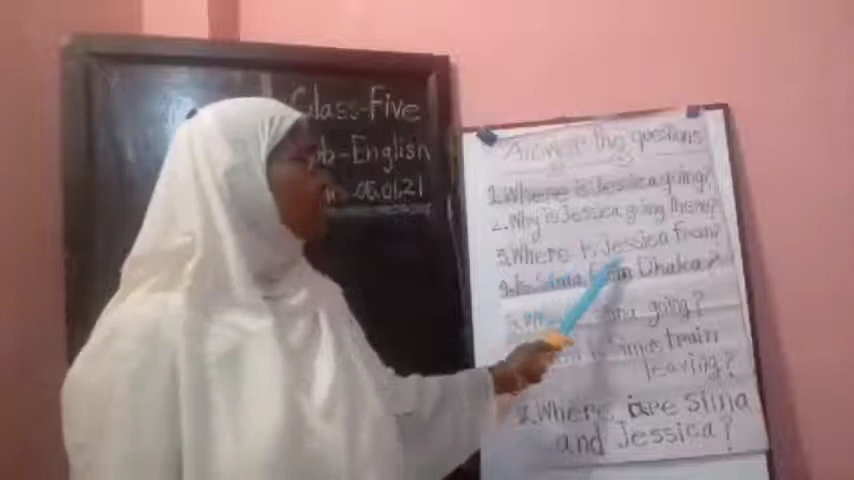 Class-Five
b-English
05.01.21
Answer the questions
1. Where is Jessica going?
2. Why is Jessica going there?
3. Where is Jessica from?
4. Is Sima from Dhaka?
going?
is Simas train
leaving?
7. Where are Sima
and Jessica?